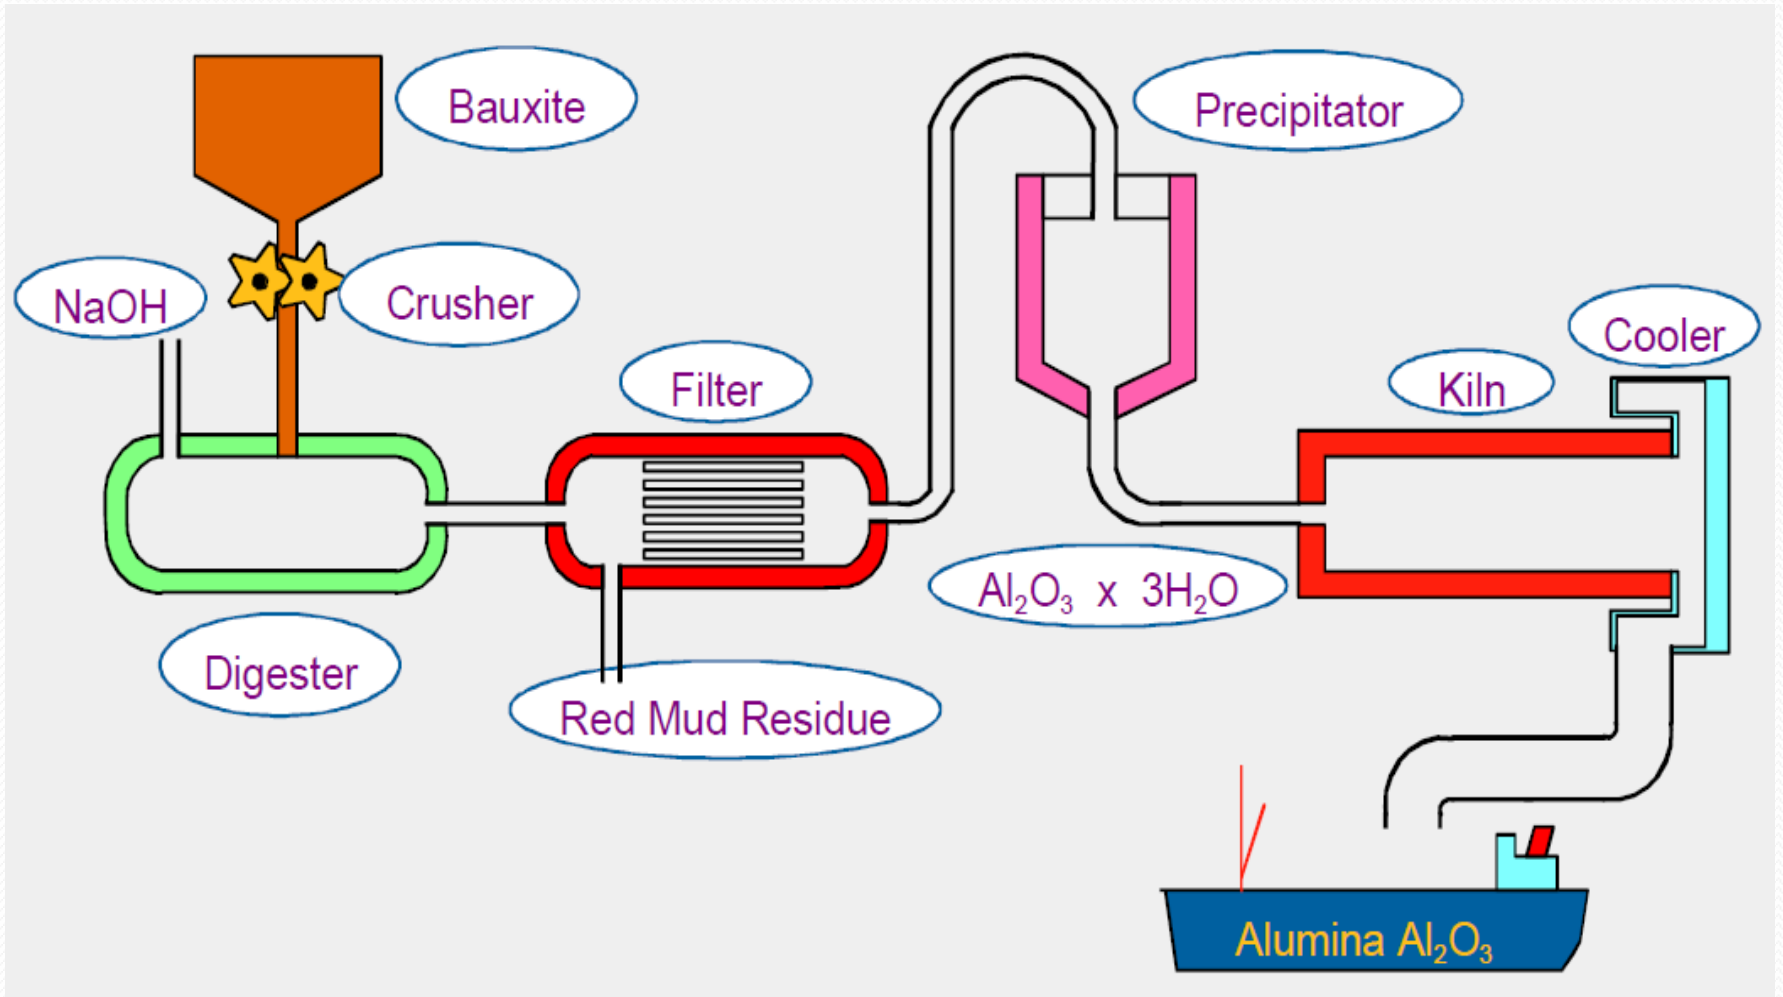 Bauxite
Precipitator
NaOH
Crusher
Cooler
Filter
Kiln
Al₂O₃ x 3H₂O
Digester
Red Mud Residue
Alumina Al₂O₃